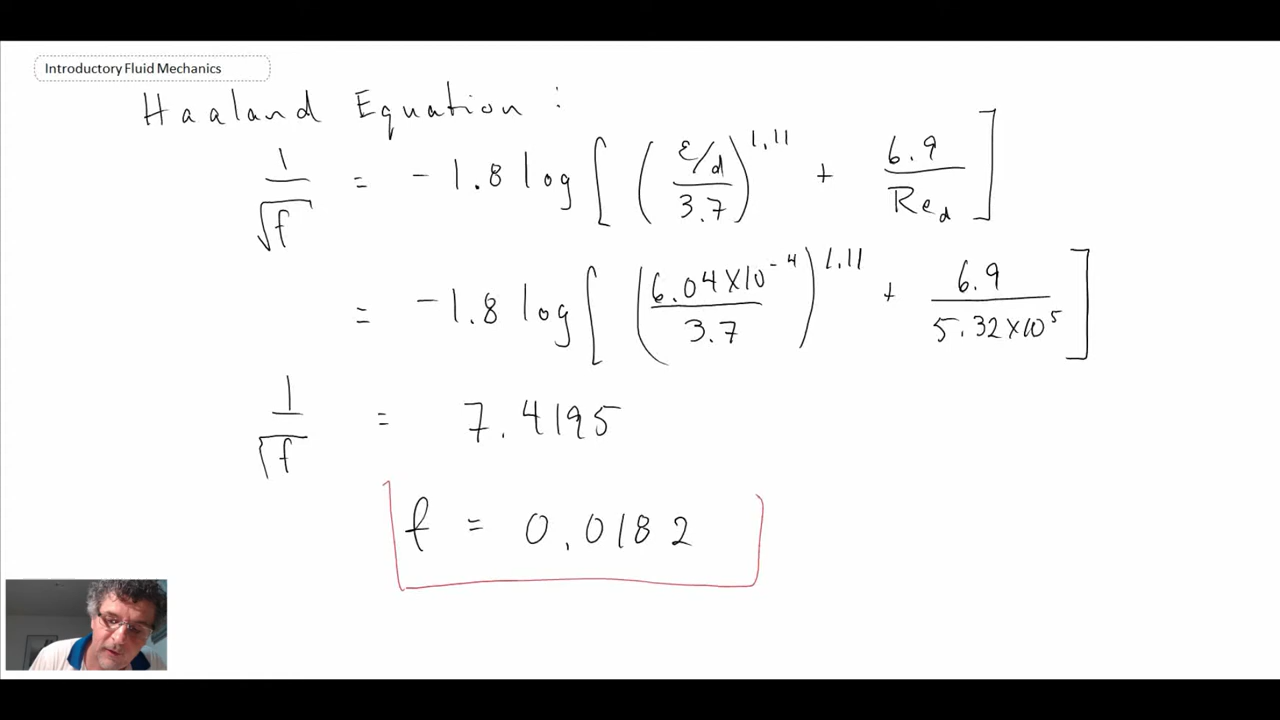 Introductory Fluid Mechanics
Haaland Equation :
1/√f = -1.8 log [ ( (ε/d)/3.7 )^1.11 + 6.9/Re_d ]
= -1.8 log [ ( 6.04×10^-4/3.7 )^1.11 + 6.9/5.32×10^5 ]
1/√f = 7.4195
f = 0.0182